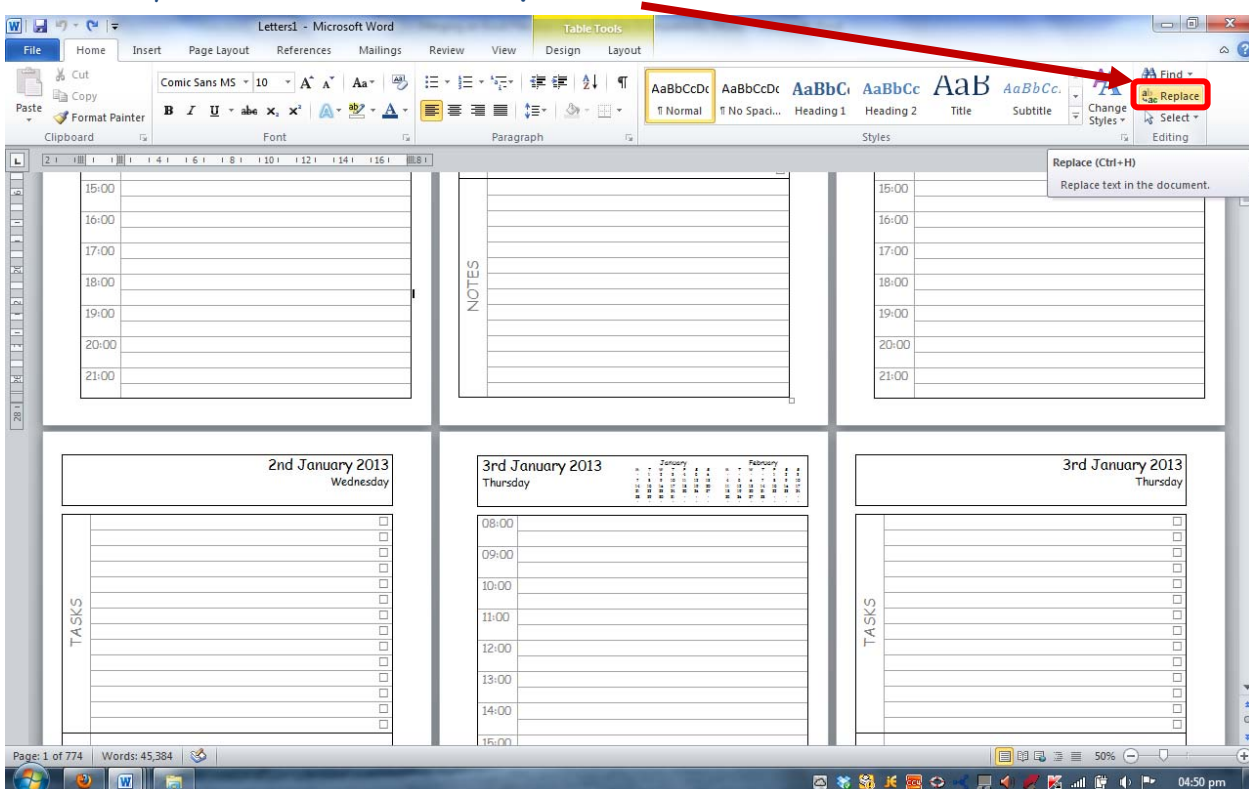 Letters1 - Microsoft Word
Table Tools
File Home Insert Page Layout References Mailings Review View Design Layout
Paste
Cut
Copy
Format Painter
Clipboard
Comic Sans MS 10
Font
Paragraph
AaBbCcDc AaBbCcDc AaBbCc AaBbCc AaB AaBbCc.
¶ Normal ¶ No Spaci... Heading 1 Heading 2 Title Subtitle
Change Styles
Styles
Find
Replace
Select
Editing
Replace (Ctrl+H)
Replace text in the document.
15:00
16:00
17:00
18:00
19:00
20:00
21:00
NOTES
15:00
16:00
17:00
18:00
19:00
20:00
21:00
2nd January 2013
Wednesday
TASKS
3rd January 2013
Thursday
January February
08:00
09:00
10:00
11:00
12:00
13:00
14:00
15:00
3rd January 2013
Thursday
TASKS
Page: 1 of 774 Words: 45,384
50%
04:50 pm